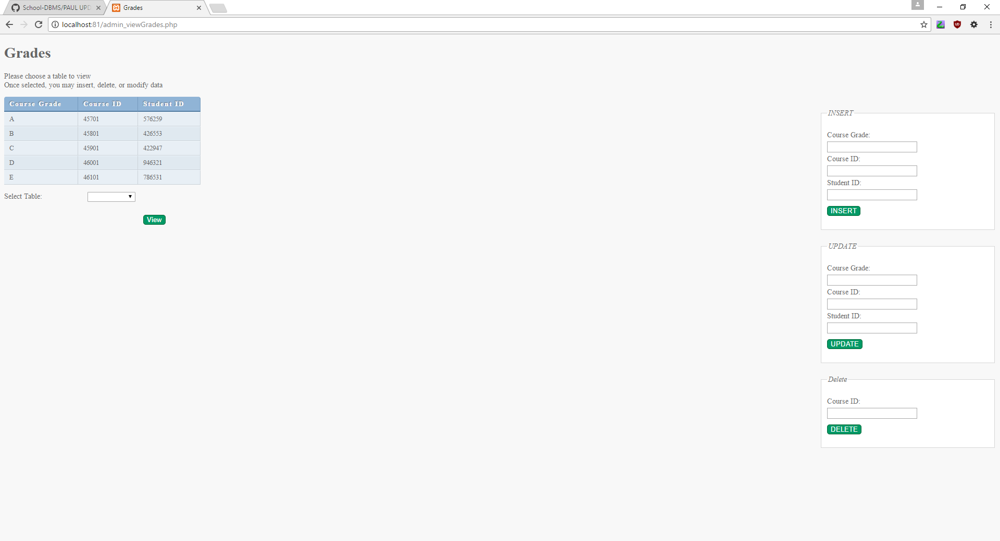 School-DBMS/PAUL UPD
Grades
localhost:81/admin_viewGrades.php
Grades
Please choose a table to view
Once selected, you may insert, delete, or modify data
Course Grade Course ID Student ID
A 45701 576259
B 45801 426553
C 45901 422947
D 46001 946321
E 46101 786531
Select Table:
View
INSERT
Course Grade:
Course ID:
Student ID:
INSERT
UPDATE
Course Grade:
Course ID:
Student ID:
UPDATE
Delete
Course ID:
DELETE